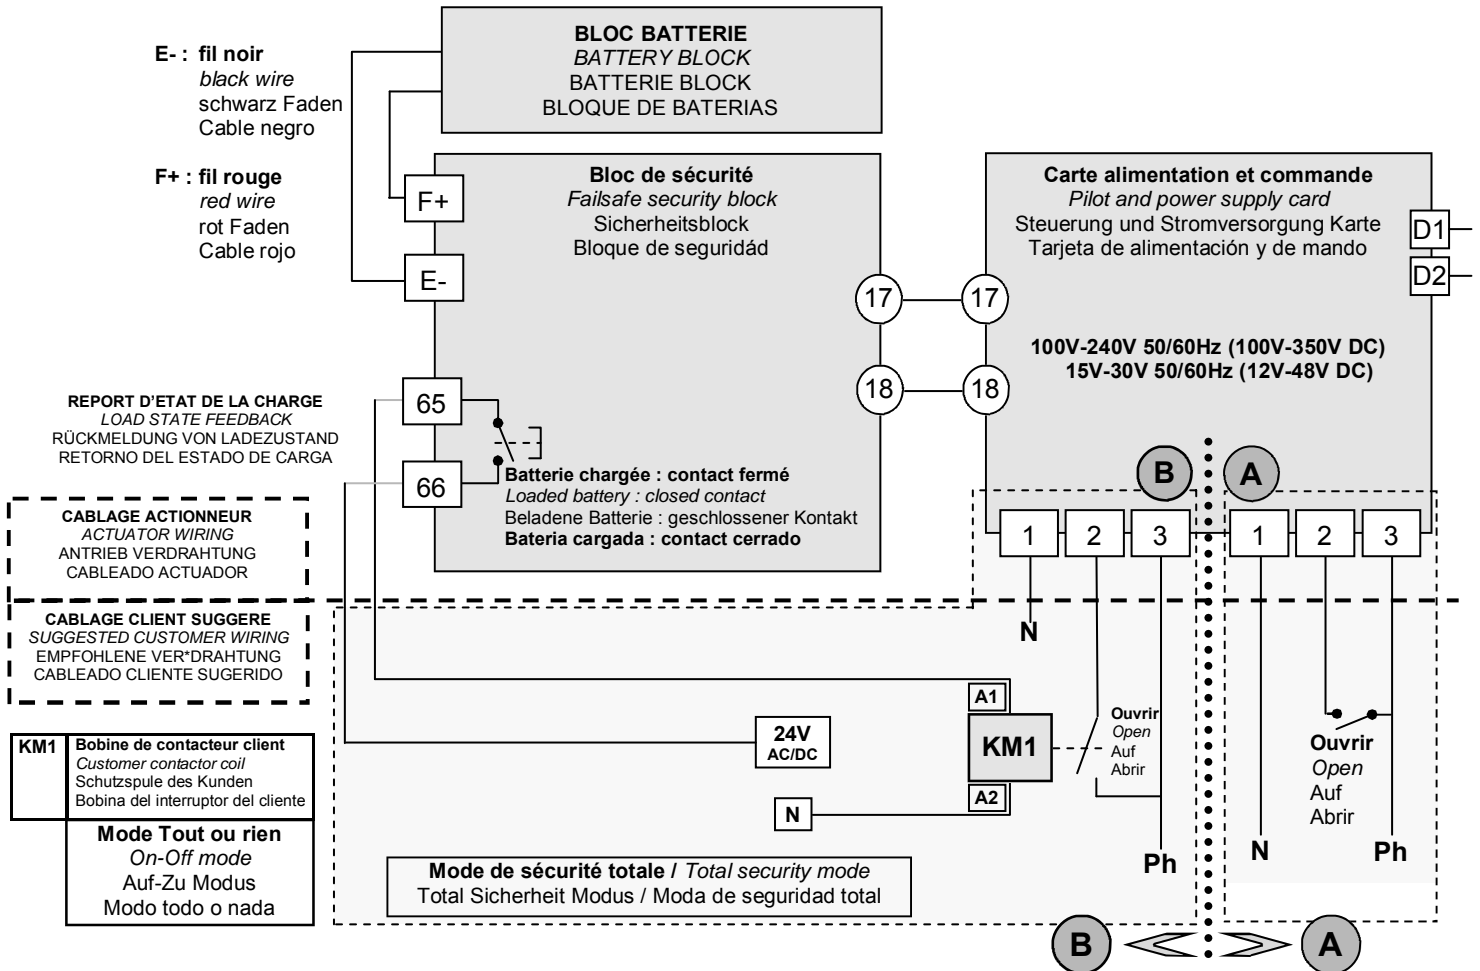 BLOC BATTERIE
BATTERY BLOCK
BATTERIE BLOCK
BLOQUE DE BATERIAS
E- : fil noir
black wire
schwarz Faden
Cable negro
F+ : fil rouge
red wire
rot Faden
Cable rojo
F+
E-
Bloc de sécurité
Failsafe security block
Sicherheitsblock
Bloque de seguridád
17
18
17
18
Carte alimentation et commande
Pilot and power supply card
Steuerung und Stromversorgung Karte
Tarjeta de alimentación y de mando
D1
D2
100V-240V 50/60Hz (100V-350V DC)
15V-30V 50/60Hz (12V-48V DC)
REPORT D'ETAT DE LA CHARGE
LOAD STATE FEEDBACK
RÜCKMELDUNG VON LADEZUSTAND
RETORNO DEL ESTADO DE CARGA
65
66
Batterie chargée : contact fermé
Loaded battery : closed contact
Beladene Batterie : geschlossener Kontakt
Bateria cargada : contact cerrado
B
A
1
2
3
1
2
3
CABLAGE ACTIONNEUR
ACTUATOR WIRING
ANTRIEB VERDRAHTUNG
CABLEADO ACTUADOR
CABLAGE CLIENT SUGGERE
SUGGESTED CUSTOMER WIRING
EMPFOHLENE VER*DRAHTUNG
CABLEADO CLIENTE SUGERIDO
N
A1
KM1
A2
24V
AC/DC
N
Ouvrir
Open
Auf
Abrir
Ph
Ouvrir
Open
Auf
Abrir
N
Ph
KM1
Bobine de contacteur client
Customer contactor coil
Schutzspule des Kunden
Bobina del interruptor del cliente
Mode Tout ou rien
On-Off mode
Auf-Zu Modus
Modo todo o nada
Mode de sécurité totale / Total security mode
Total Sicherheit Modus / Moda de seguridad total
B
A